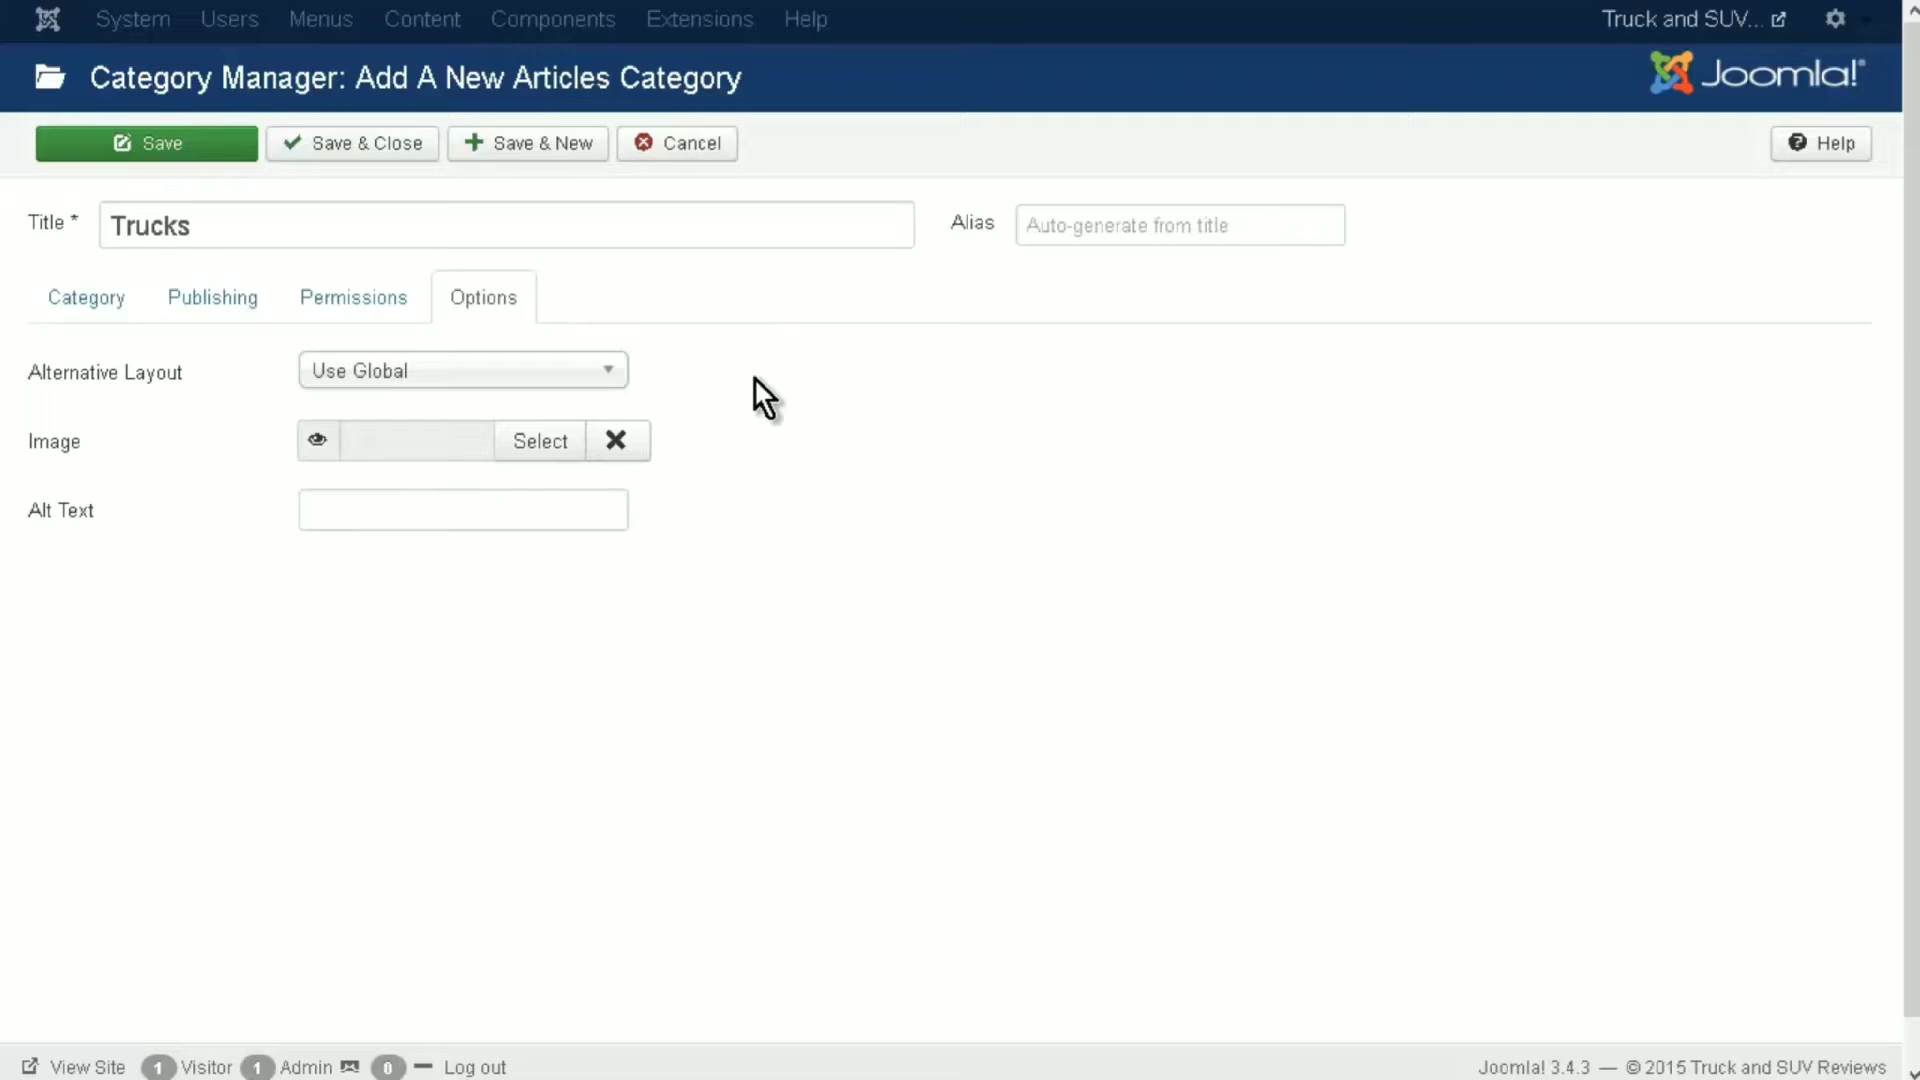 System Users Menus Content Components Extensions Help Truck and SUV...
Category Manager: Add A New Articles Category Joomla!®
Save Save & Close Save & New Cancel Help
Title * Trucks Alias Auto-generate from title
Category Publishing Permissions Options
Alternative Layout Use Global
Image Select
Alt Text
View Site 1 Visitor 1 Admin 0 Log out Joomla! 3.4.3 — © 2015 Truck and SUV Reviews